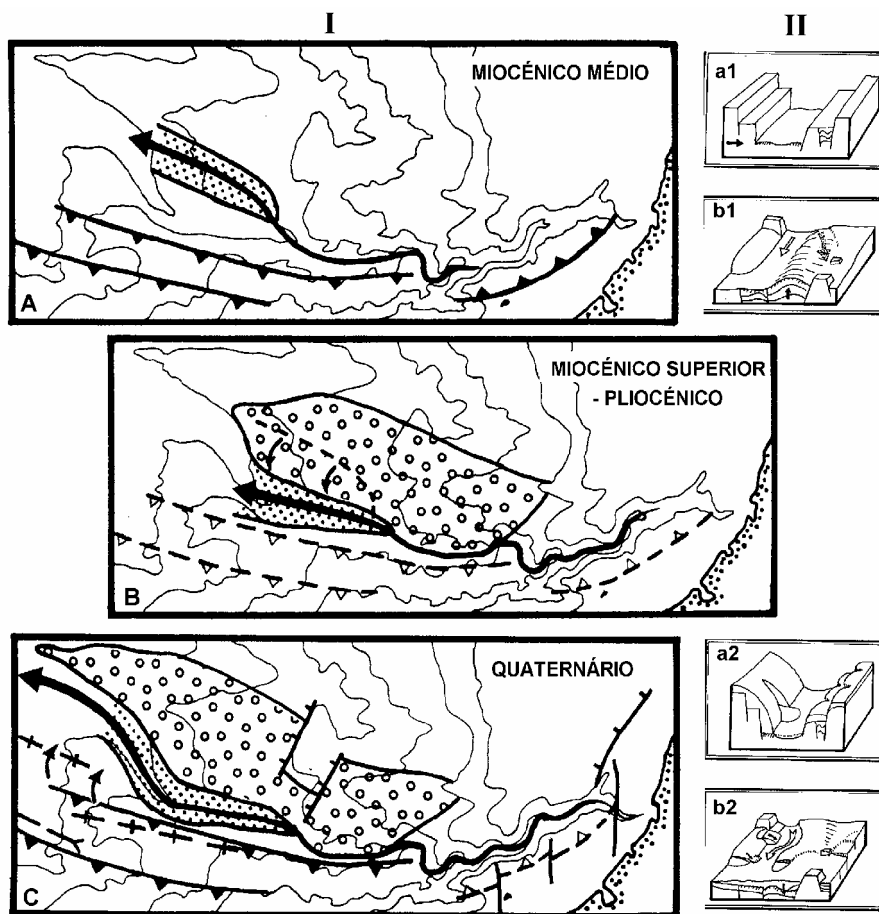 I
II
MIOCÉNICO MÉDIO
A
a1
b1
MIOCÉNICO SUPERIOR
- PLIOCÉNICO
B
QUATERNÁRIO
C
a2
b2